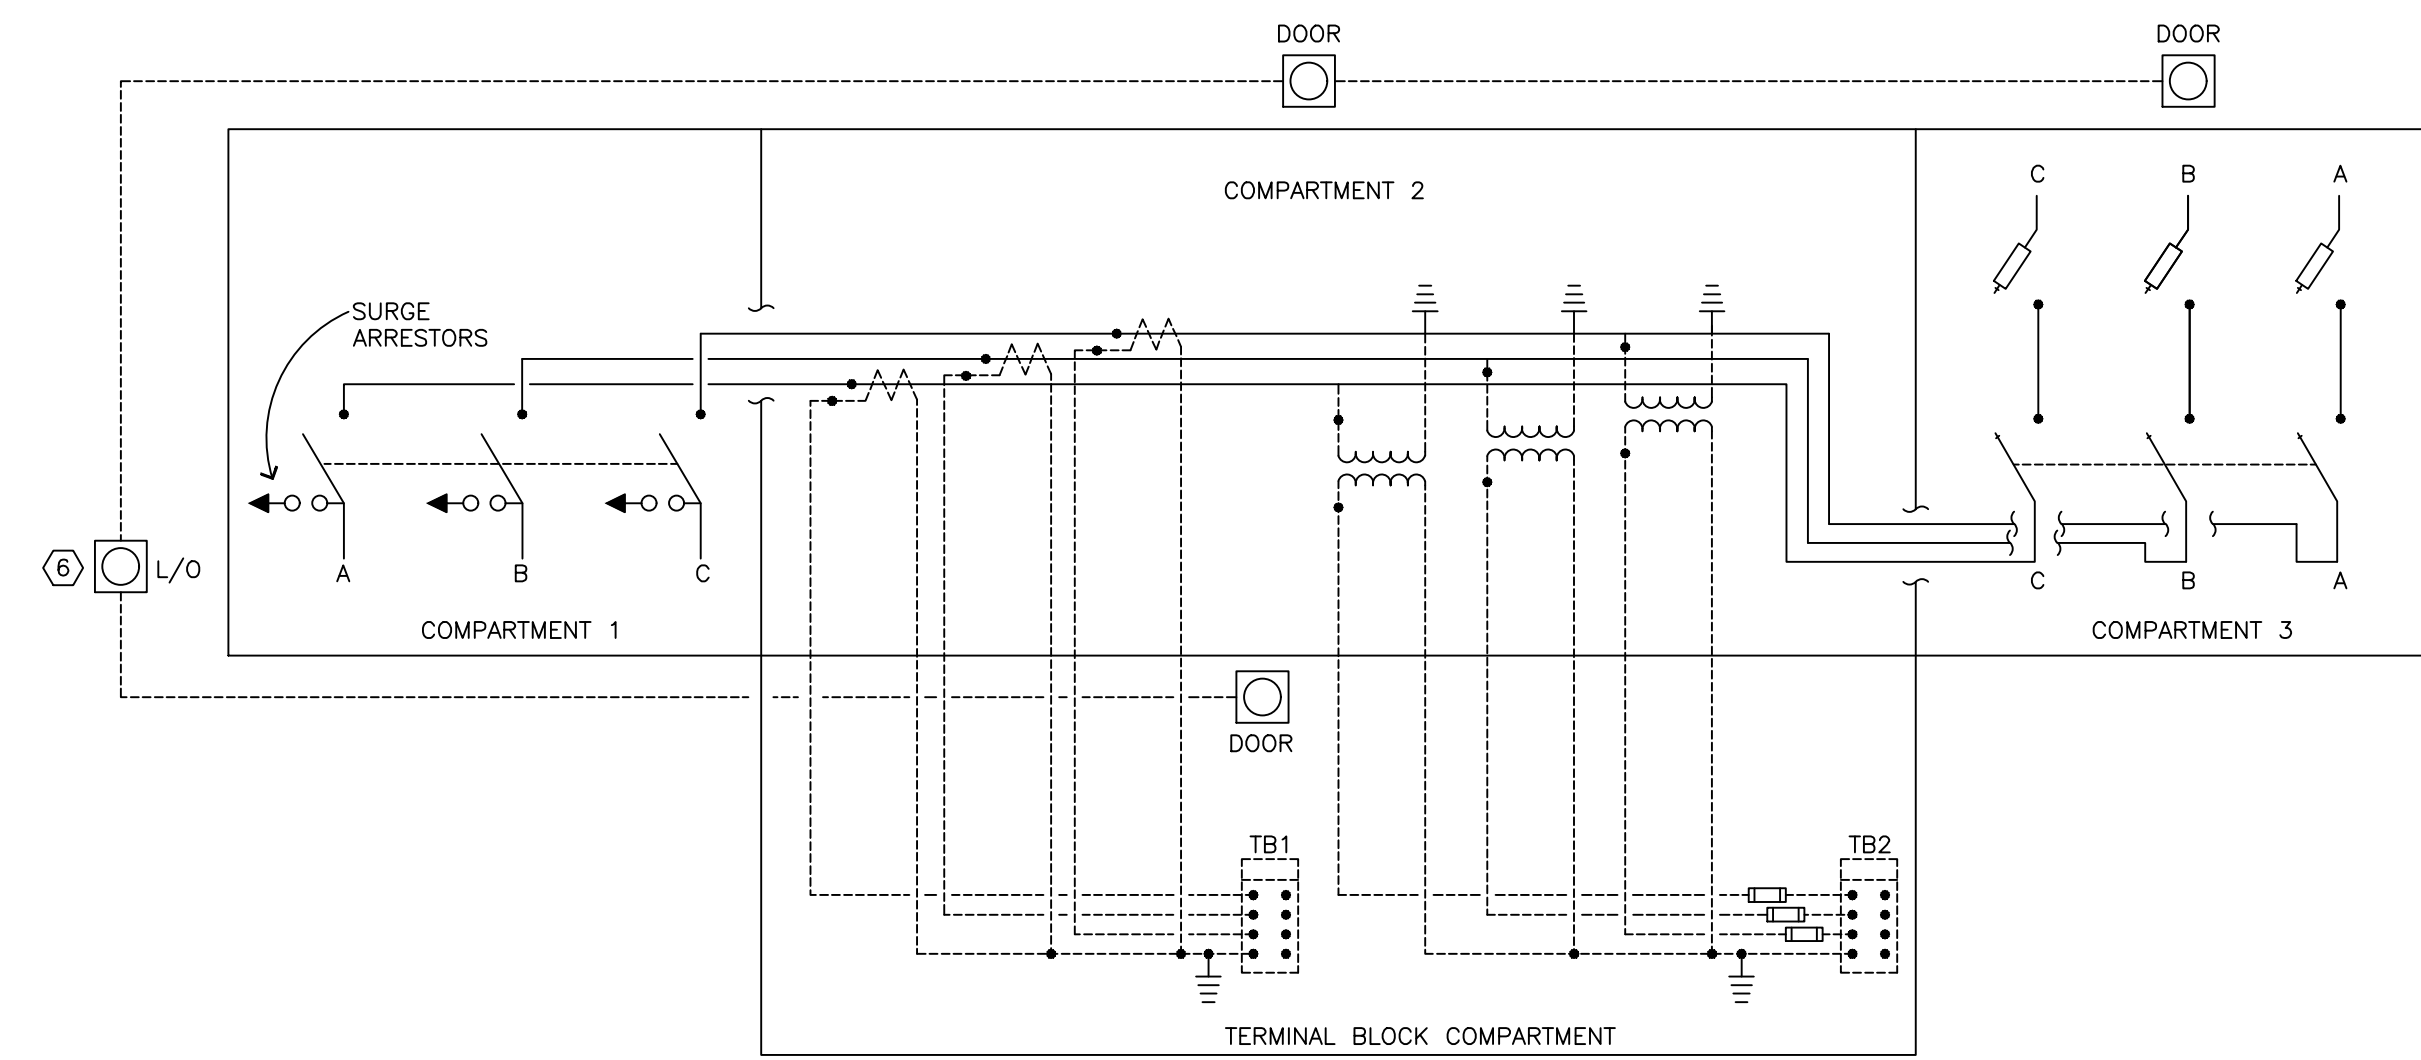 DOOR
DOOR
COMPARTMENT 2
C
B
A
SURGE
ARRESTORS
6
L/O
A
B
C
C
B
A
COMPARTMENT 1
COMPARTMENT 3
DOOR
TB1
TB2
TERMINAL BLOCK COMPARTMENT